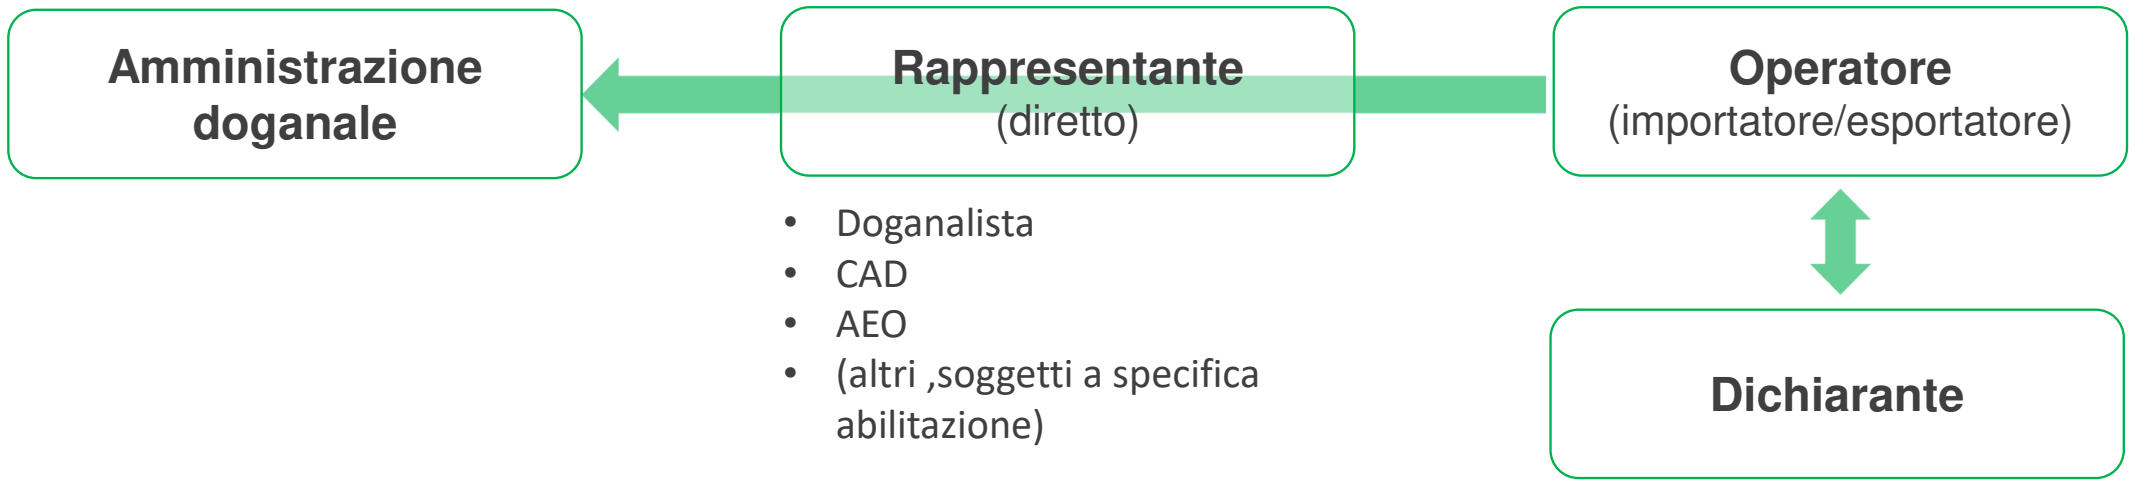 Amministrazione
doganale
Rappresentante
(diretto)
Operatore
(importatore/esportatore)
• Doganalista
• CAD
• AEO
• (altri ,soggetti a specifica
abilitazione)
Dichiarante